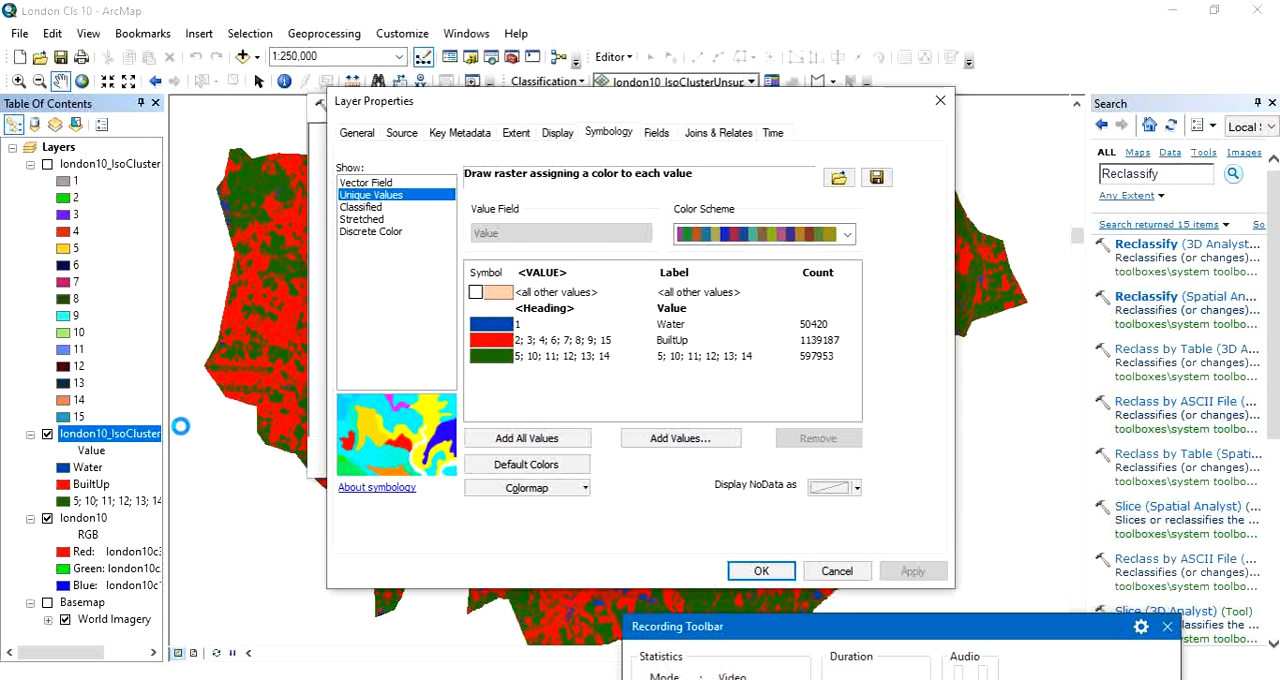 London Cls 10 - ArcMap
File Edit View Bookmarks Insert Selection Geoprocessing Customize Windows Help
1:250,000 Editor
Classification london10_IsoClusterUnsup
Table Of Contents
Layers
london10_IsoCluster
1
2
3
4
5
6
7
8
9
10
11
12
13
14
15
london10_IsoCluster
Value
Water
BuiltUp
5; 10; 11; 12; 13; 14
london10
RGB
Red: london10c
Green: london10c
Blue: london10c
Basemap
World Imagery
Layer Properties
General Source Key Metadata Extent Display Symbology Fields Joins & Relates Time
Show:
Vector Field
Unique Values
Classified
Stretched
Discrete Color
About symbology
Draw raster assigning a color to each value
Value Field Color Scheme
Value
Symbol <VALUE> Label Count
<all other values> <all other values>
<Heading> Value
1 Water 50420
2; 3; 4; 6; 7; 8; 9; 15 BuiltUp 1139187
5; 10; 11; 12; 13; 14 5; 10; 11; 12; 13; 14 597953
Add All Values Add Values... Remove
Default Colors
Colormap Display NoData as
OK Cancel Apply
Recording Toolbar
Statistics Duration Audio
Mode : Video
Search
Local S
ALL Maps Data Tools Images
Reclassify
Any Extent
Search returned 15 items So
Reclassify (3D Analyst...
Reclassifies (or changes)...
toolboxes\system toolbo...
Reclassify (Spatial An...
Reclassifies (or changes)...
toolboxes\system toolbo...
Reclass by Table (3D A...
Reclassifies (or changes)...
toolboxes\system toolbo...
Reclass by ASCII File (...
Reclassifies (or changes)...
toolboxes\system toolbo...
Reclass by Table (Spati...
Reclassifies (or changes)...
toolboxes\system toolbo...
Slice (Spatial Analyst) (...
Slices or reclassifies the ...
toolboxes\system toolbo...
Reclass by ASCII File (...
Reclassifies (or changes)...
toolboxes\system toolbo...
Slice (3D Analyst) (Tool)
sifies the ...
stem toolbo...